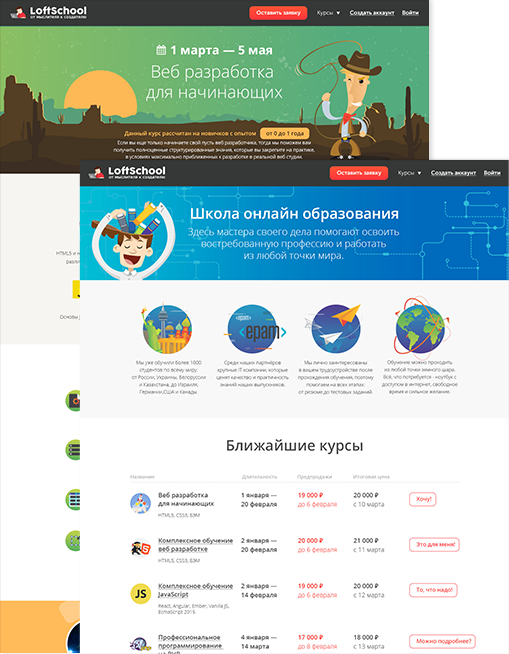 LoftSchool
от мыслителя к создателю
Оставить заявку
Курсы ▼
Создать аккаунт
Войти
1 марта — 5 мая
Веб разработка
для начинающих
Данный курс рассчитан на новичков с опытом от 0 до 1 года
Если вы еще только начинаете свой путь веб разработчика, тогда мы поможем вам
получить полноценные структурированные знания, которые вы закрепите на практике,
в условиях максимально приближенных к разработке в реальной веб студии.
HTML5 и
Основы
LoftSchool
от мыслителя к создателю
Оставить заявку
Курсы ▼
Создать аккаунт
Войти
Школа онлайн образования
Здесь мастера своего дела помогают освоить
востребованную профессию и работать
из любой точки мира.
<epam>
Мы уже обучили более 1000
студентов по всему миру:
от России, Украины, Белоруссии
и Казахстана, до Израиля,
Германии,США и Канады.
Среди наших партнёров
крупные IT компании, которые
ценят качество и практичность
знаний наших выпускников.
Мы лично заинтересованы
в вашем трудоустройстве после
прохождения обучения, поэтому
помогаем на всех этапах:
от резюме до тестовых заданий.
Обучение можно проходить
из любой точки земного шара.
Всё, что потребуется - ноутбук с
доступом в интернет, свободное
время и сильное желание.
Ближайшие курсы
Название
Длительность
Предпродажи
Итоговая цена
Веб разработка
для начинающих
HTML5, CSS3, БЭМ
1 января —
20 февраля
19 000 ₽
до 6 февраля
20 000 ₽
с 10 марта
Хочу!
Комплексное обучение
веб разработке
HTML5, CSS3, БЭМ
2 января —
20 февраля
20 000 ₽
до 6 февраля
21 000 ₽
с 11 марта
Это для меня!
JS
Комплексное обучение
JavaScript
React, Angular, Ember, Vanilla JS,
EcmaScript 2015
2 января —
14 февраля
19 000 ₽
до 6 февраля
20 000 ₽
с 12 марта
То, что надо!
Профессиональное
программирование
на PHP
4 января —
14 марта
17 000 ₽
до 8 февраля
18 000 ₽
с 13 марта
Можно подробнее?